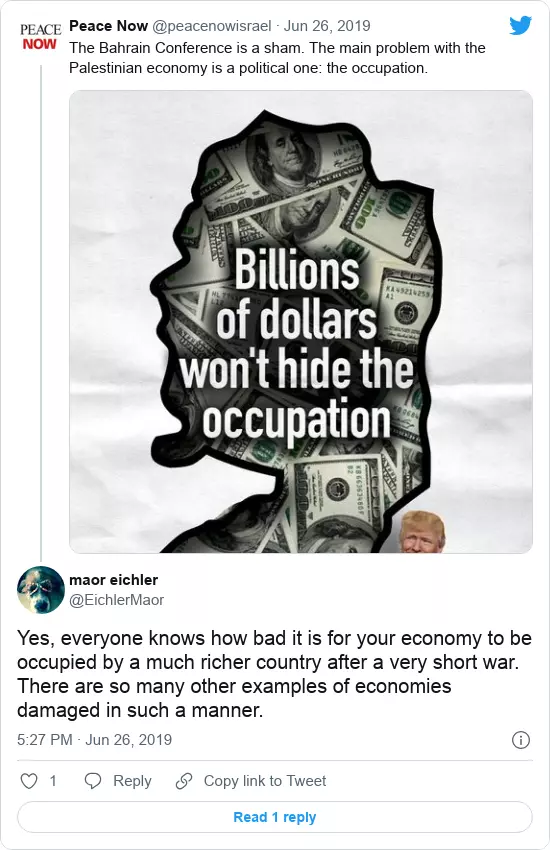 PEACE
NOW
Peace Now @peacenowisrael · Jun 26, 2019
The Bahrain Conference is a sham. The main problem with the
Palestinian economy is a political one: the occupation.
Billions
of dollars
won't hide the
occupation
maor eichler
@EichlerMaor
Yes, everyone knows how bad it is for your economy to be
occupied by a much richer country after a very short war.
There are so many other examples of economies
damaged in such a manner.
5:27 PM · Jun 26, 2019
1 Reply Copy link to Tweet
Read 1 reply